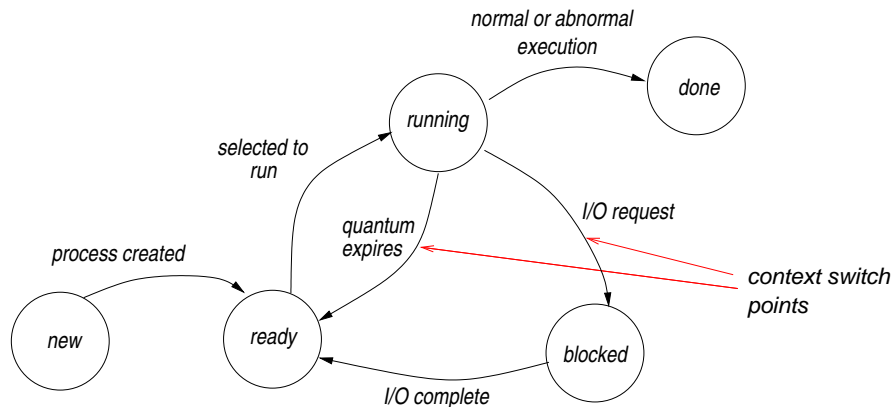 normal or abnormal
execution
done
running
selected to
run
I/O request
quantum
expires
process created
context switch
points
new
ready
blocked
I/O complete